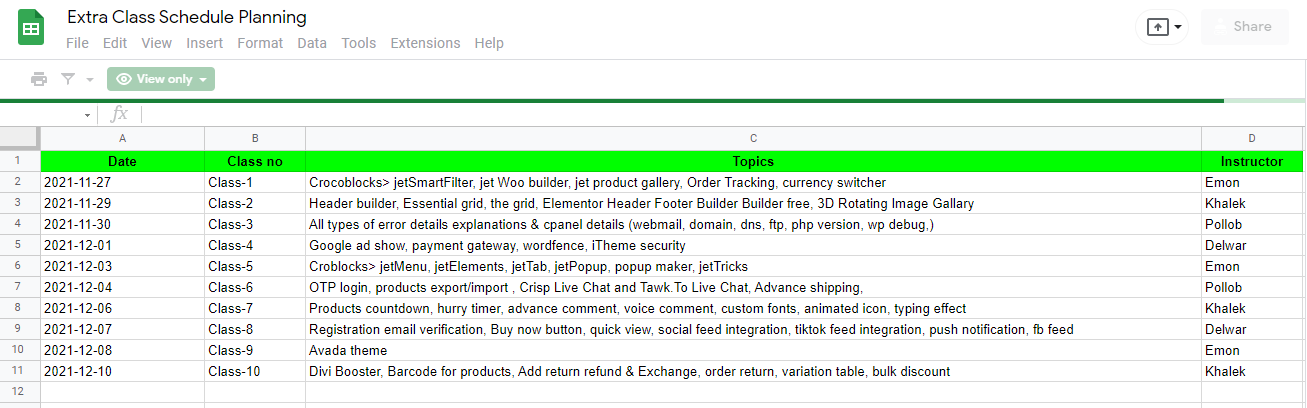 Extra Class Schedule Planning
File Edit View Insert Format Data Tools Extensions Help
Share
View only
fx
A B C D
1 Date Class no Topics Instructor
2 2021-11-27 Class-1 Crocoblocks> jetSmartFilter, jet Woo builder, jet product gallery, Order Tracking, currency switcher Emon
3 2021-11-29 Class-2 Header builder, Essential grid, the grid, Elementor Header Footer Builder Builder free, 3D Rotating Image Gallary Khalek
4 2021-11-30 Class-3 All types of error details explanations & cpanel details (webmail, domain, dns, ftp, php version, wp debug,) Pollob
5 2021-12-01 Class-4 Google ad show, payment gateway, wordfence, iTheme security Delwar
6 2021-12-03 Class-5 Croblocks> jetMenu, jetElements, jetTab, jetPopup, popup maker, jetTricks Emon
7 2021-12-04 Class-6 OTP login, products export/import , Crisp Live Chat and Tawk.To Live Chat, Advance shipping, Pollob
8 2021-12-06 Class-7 Products countdown, hurry timer, advance comment, voice comment, custom fonts, animated icon, typing effect Khalek
9 2021-12-07 Class-8 Registration email verification, Buy now button, quick view, social feed integration, tiktok feed integration, push notification, fb feed Delwar
10 2021-12-08 Class-9 Avada theme Emon
11 2021-12-10 Class-10 Divi Booster, Barcode for products, Add return refund & Exchange, order return, variation table, bulk discount Khalek
12